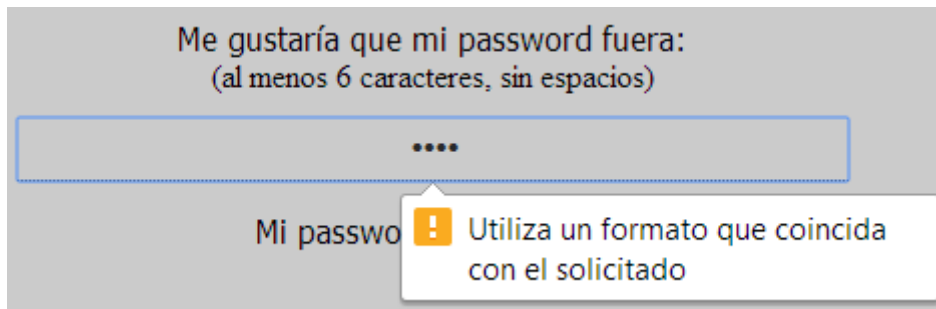 Me gustaría que mi password fuera:
(al menos 6 caracteres, sin espacios)
••••
Mi passwo
Utiliza un formato que coincida
con el solicitado